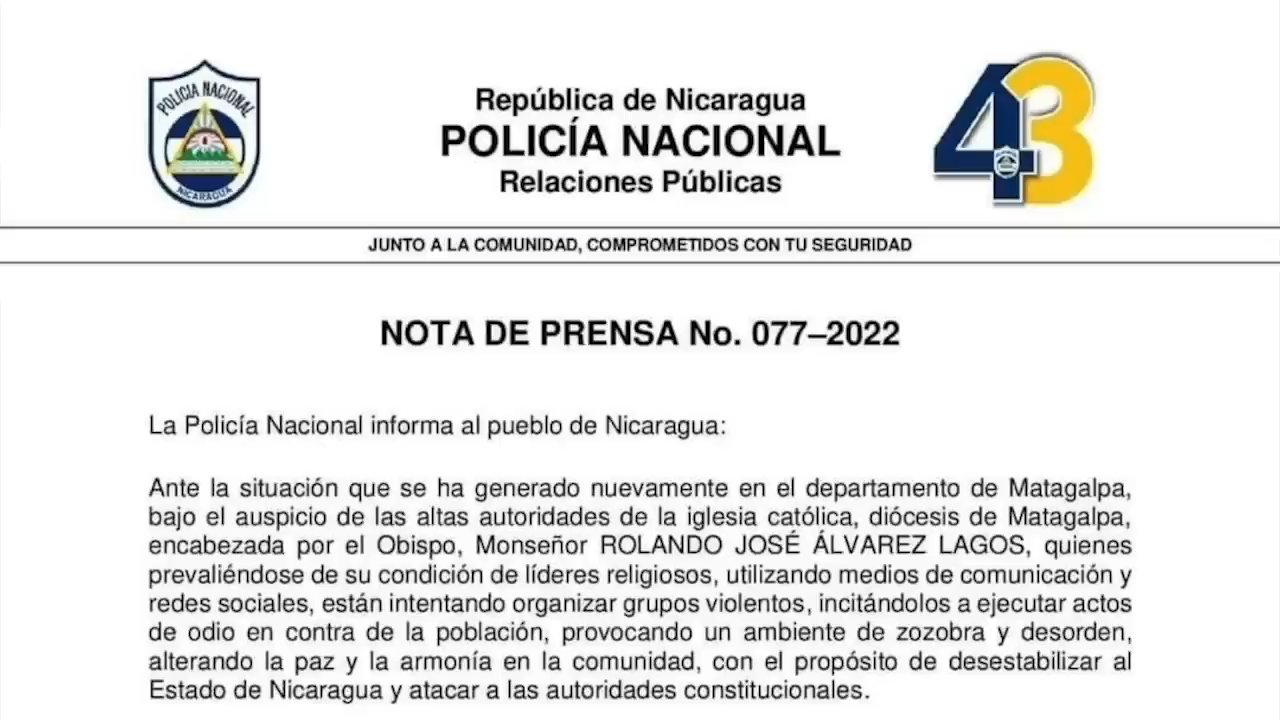 POLICIA NACIONAL
NICARAGUA
República de Nicaragua
POLICÍA NACIONAL
Relaciones Públicas
43
JUNTO A LA COMUNIDAD, COMPROMETIDOS CON TU SEGURIDAD
NOTA DE PRENSA No. 077–2022
La Policía Nacional informa al pueblo de Nicaragua:
Ante la situación que se ha generado nuevamente en el departamento de Matagalpa,
bajo el auspicio de las altas autoridades de la iglesia católica, diócesis de Matagalpa,
encabezada por el Obispo, Monseñor ROLANDO JOSÉ ÁLVAREZ LAGOS, quienes
prevaliéndose de su condición de líderes religiosos, utilizando medios de comunicación y
redes sociales, están intentando organizar grupos violentos, incitándolos a ejecutar actos
de odio en contra de la población, provocando un ambiente de zozobra y desorden,
alterando la paz y la armonía en la comunidad, con el propósito de desestabilizar al
Estado de Nicaragua y atacar a las autoridades constitucionales.